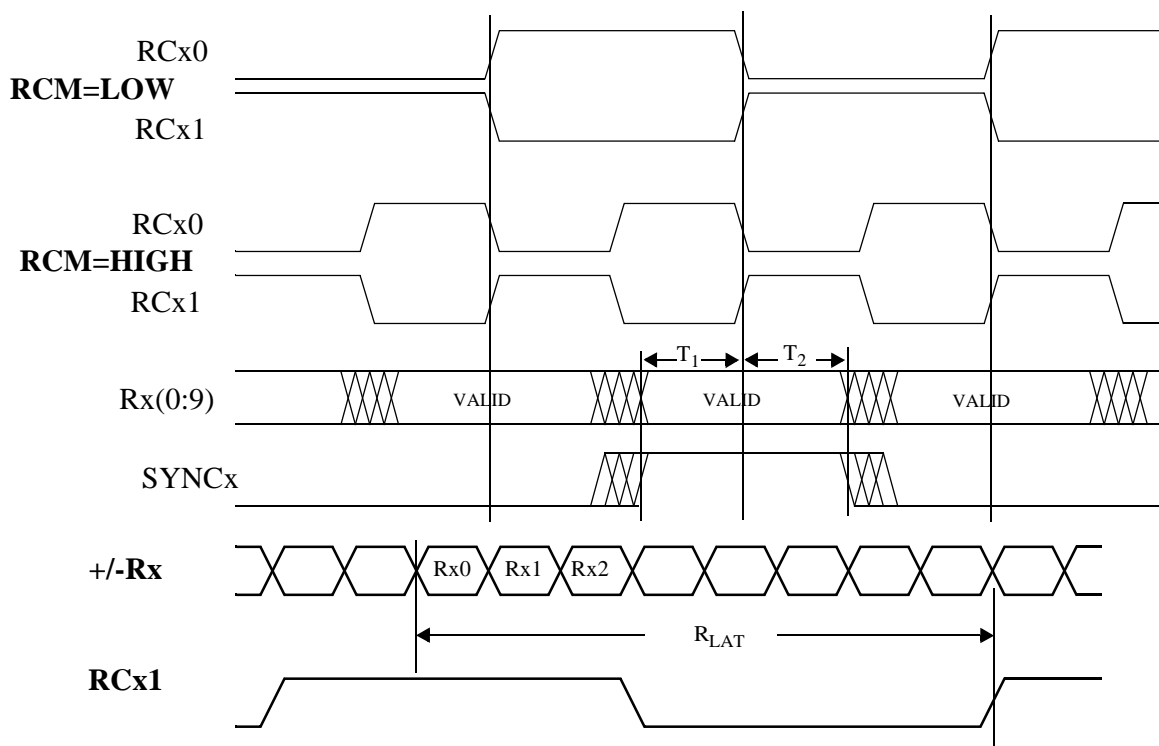 RCx0
RCM=LOW
RCx1
RCx0
RCM=HIGH
RCx1
T1 T2
Rx(0:9) VALID VALID VALID
SYNCx
+/-Rx Rx0 Rx1 Rx2
RLAT
RCx1